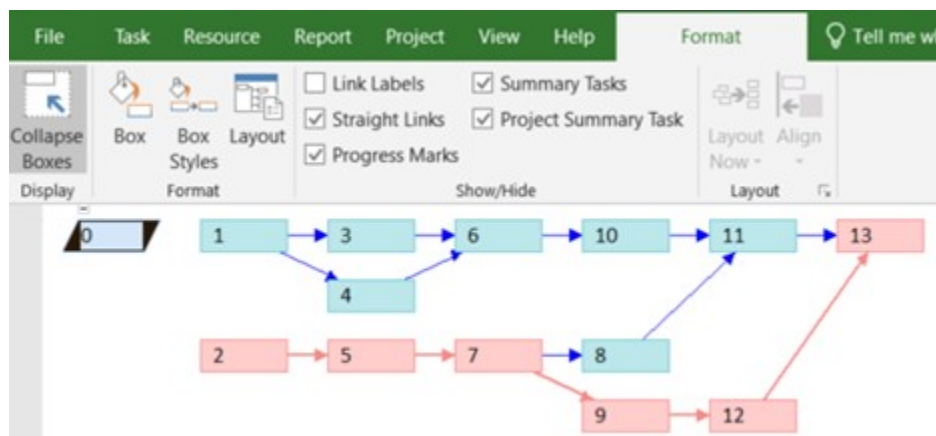 File Task Resource Report Project View Help Format Tell me
Collapse Boxes
Box
Box Styles
Layout
Link Labels
Straight Links
Progress Marks
Summary Tasks
Project Summary Task
Layout Now
Align
Display Format Show/Hide Layout
0 1 3 6 10 11 13
4
2 5 7 8
9 12